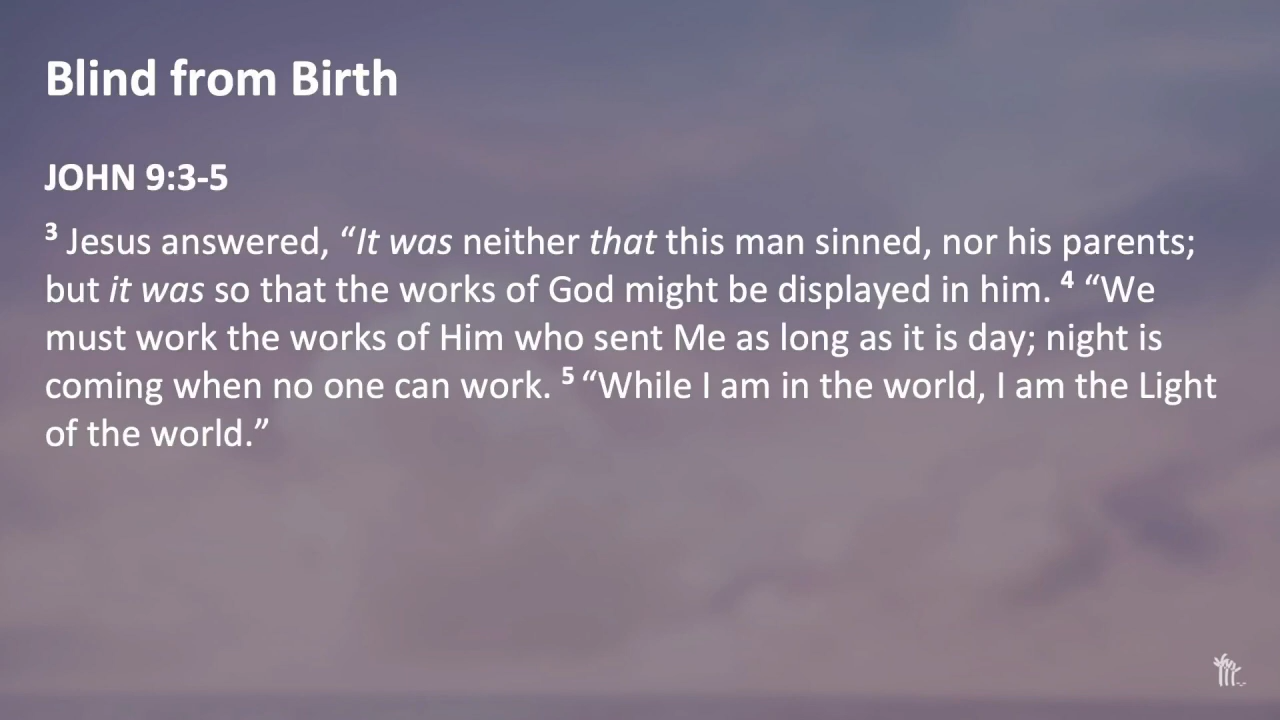 Blind from Birth
JOHN 9:3-5
³ Jesus answered, “It was neither that this man sinned, nor his parents;
but it was so that the works of God might be displayed in him. ⁴ “We
must work the works of Him who sent Me as long as it is day; night is
coming when no one can work. ⁵ “While I am in the world, I am the Light
of the world.”